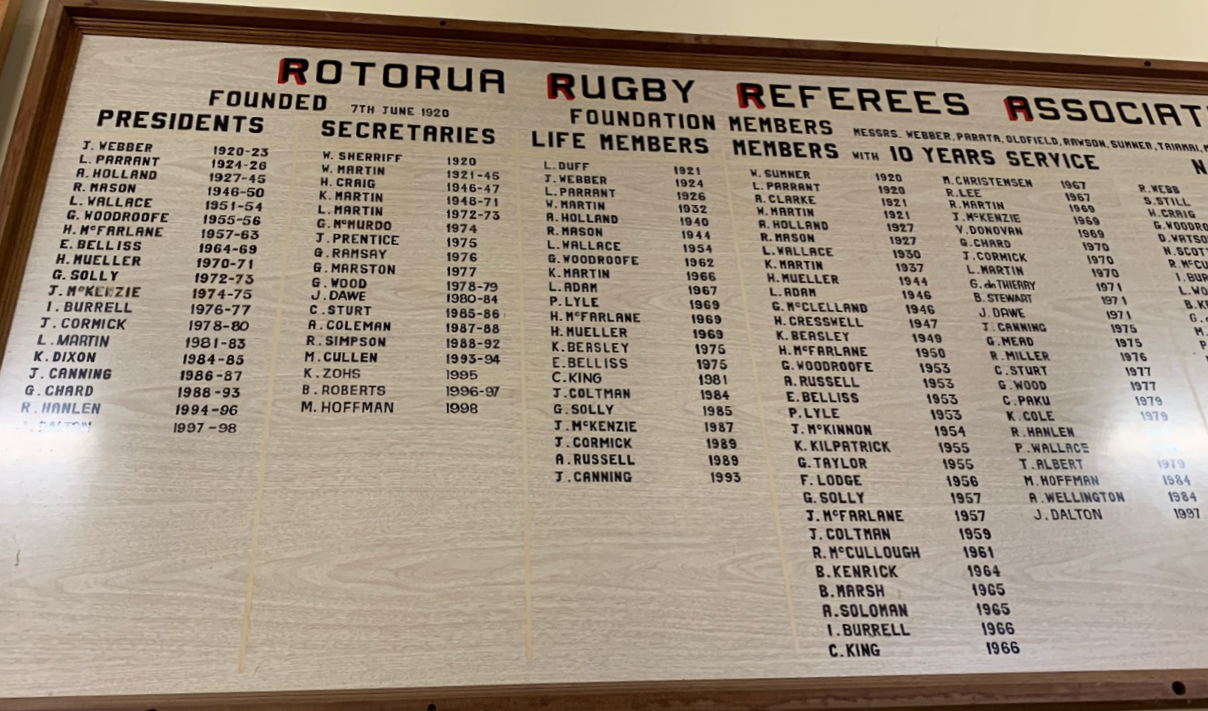 ROTORUA RUGBY REFEREES
FOUNDED 7TH JUNE 1920
FOUNDATION MEMBERS MESSRS. WEBBER, PARATA, OLDFIELD, RAWSON, SUMNER, TAIAMAI,
PRESIDENTS
J. WEBBER 1920-23
L. PARRANT 1924-26
A. HOLLAND 1927-45
R. MASON 1946-50
L. WALLACE 1951-54
G. WOODROOFE 1955-56
H. McFARLANE 1957-63
E. BELLISS 1964-69
H. MUELLER 1970-71
G. SOLLY 1972-73
J. McKENZIE 1974-75
I. BURRELL 1976-77
J. CORMICK 1978-80
L. MARTIN 1981-83
K. DIXON 1984-85
J. CANNING 1986-87
G. CHARD 1988-93
R. HANLEN 1994-96
J. DALTON 1997-98
SECRETARIES
W. SHERRIFF 1920
W. MARTIN 1921-45
H. CRAIG 1946-47
K. MARTIN 1948-71
L. MARTIN 1972-73
G. McMURDO 1974
J. PRENTICE 1975
G. RAMSAY 1976
G. MARSTON 1977
G. WOOD 1978-79
J. DAWE 1980-84
C. STURT 1985-86
A. COLEMAN 1987-88
R. SIMPSON 1988-92
M. CULLEN 1993-94
K. ZOHS 1995
B. ROBERTS 1996-97
M. HOFFMAN 1998
LIFE MEMBERS
L. DUFF 1921
J. WEBBER 1924
L. PARRANT 1926
W. MARTIN 1932
A. HOLLAND 1940
R. MASON 1944
L. WALLACE 1954
G. WOODROOFE 1962
K. MARTIN 1966
L. ADAM 1967
P. LYLE 1969
H. McFARLANE 1969
H. MUELLER 1969
K. BEASLEY 1975
E. BELLISS 1975
C. KING 1981
J. COLTMAN 1984
G. SOLLY 1985
J. McKENZIE 1987
J. CORMICK 1989
A. RUSSELL 1989
J. CANNING 1993
MEMBERS WITH 10 YEARS SERVICE
W. SUMNER 1920
L. PARRANT 1920
A. CLARKE 1921
W. MARTIN 1921
A. HOLLAND 1927
R. MASON 1927
L. WALLACE 1930
K. MARTIN 1937
H. MUELLER 1944
L. ADAM 1946
G. McCLELLAND 1946
H. CRESSWELL 1947
K. BEASLEY 1949
H. McFARLANE 1950
G. WOODROOFE 1953
A. RUSSELL 1953
E. BELLISS 1953
P. LYLE 1953
J. McKINNON 1954
K. KILPATRICK 1955
G. TAYLOR 1955
F. LODGE 1956
G. SOLLY 1957
J. McFARLANE 1957
J. COLTMAN 1959
R. McCULLOUGH 1961
B. KENRICK 1964
B. MARSH 1965
A. SOLOMAN 1965
I. BURRELL 1966
C. KING 1966
M. CHRISTENSEN 1967
R. LEE 1967
R. MARTIN 1969
J. McKENZIE 1969
V. DONOVAN 1969
G. CHARD 1970
J. CORMICK 1970
L. MARTIN 1970
G. de THIERRY 1971
B. STEWART 1971
J. DAWE 1971
J. CANNING 1975
G. MEAD 1975
R. MILLER 1976
C. STURT 1977
G. WOOD 1977
C. PAKU 1979
K. COLE 1979
R. HANLEN
P. WALLACE
T. ALBERT 1979
M. HOFFMAN 1984
A. WELLINGTON 1984
J. DALTON 1997
R. WEBB
S. STILL
H. CRAIG